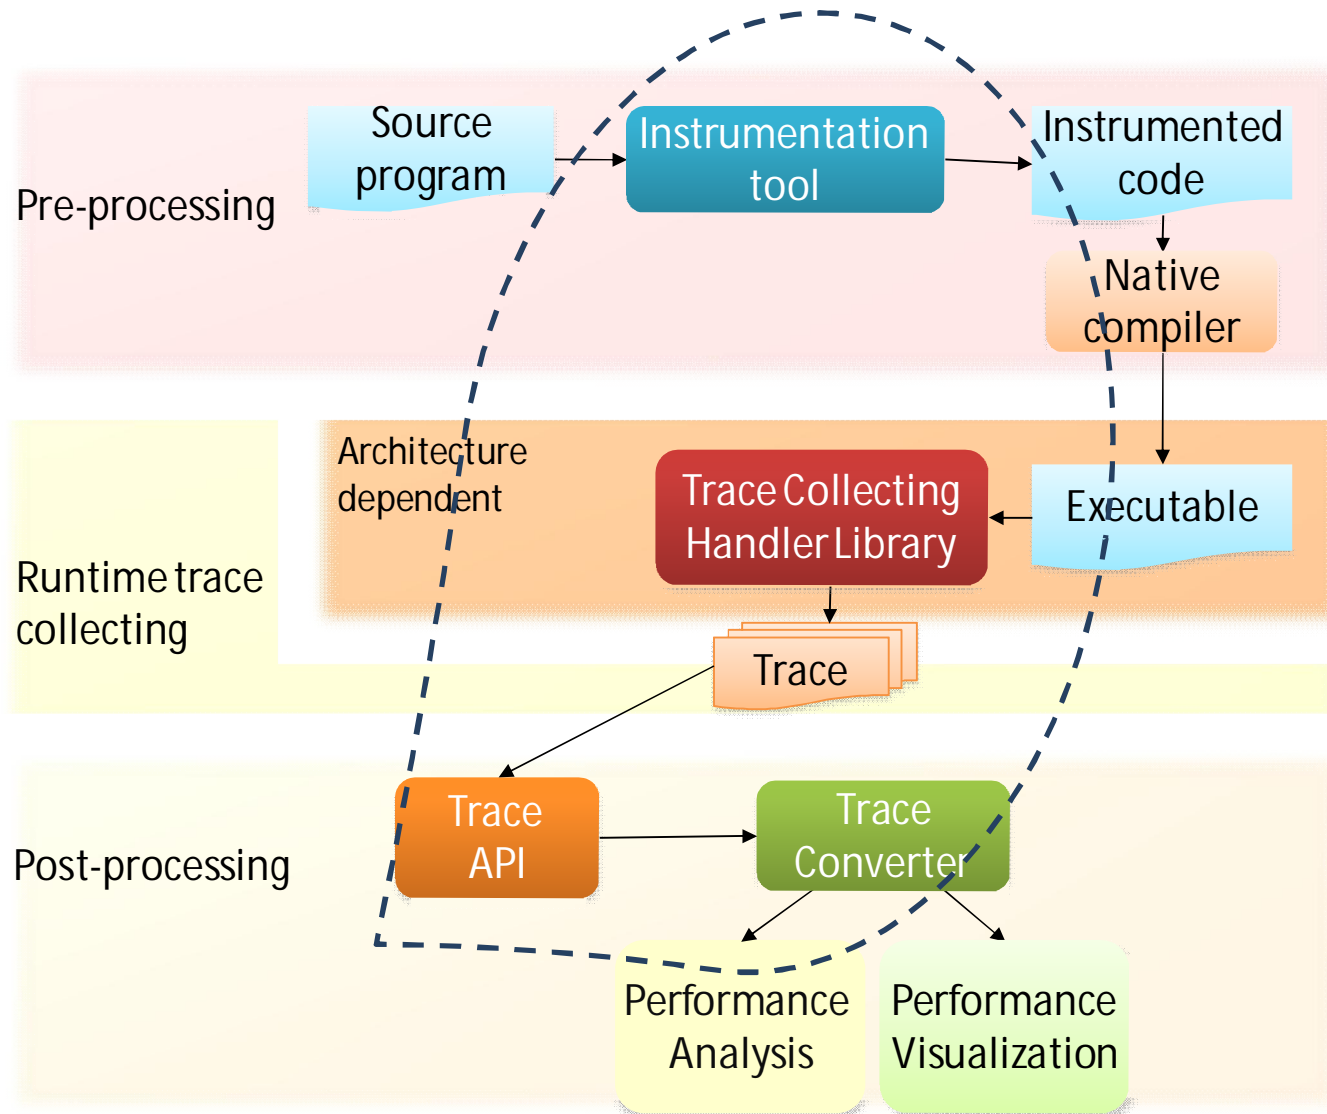 Source
program
Instrumentation
tool
Instrumented
code
Pre-processing
Native
compiler
Architecture
dependent
Trace Collecting
Handler Library
Executable
Runtime trace
collecting
Trace
Trace
API
Trace
Converter
Post-processing
Performance
Analysis
Performance
Visualization